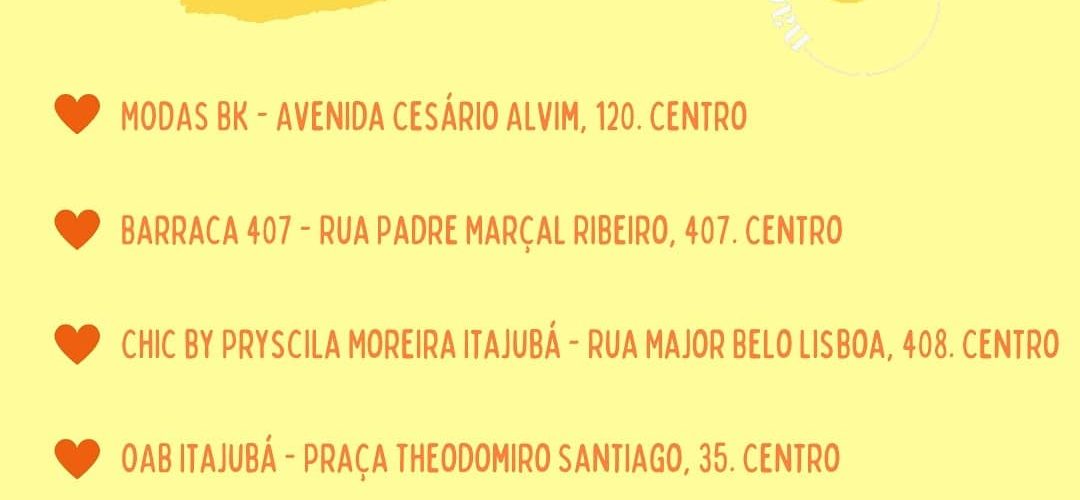 MODAS BK - AVENIDA CESÁRIO ALVIM, 120. CENTRO
BARRACA 407 - RUA PADRE MARÇAL RIBEIRO, 407. CENTRO
CHIC BY PRYSCILA MOREIRA ITAJUBÁ - RUA MAJOR BELO LISBOA, 408. CENTRO
OAB ITAJUBÁ - PRAÇA THEODOMIRO SANTIAGO, 35. CENTRO